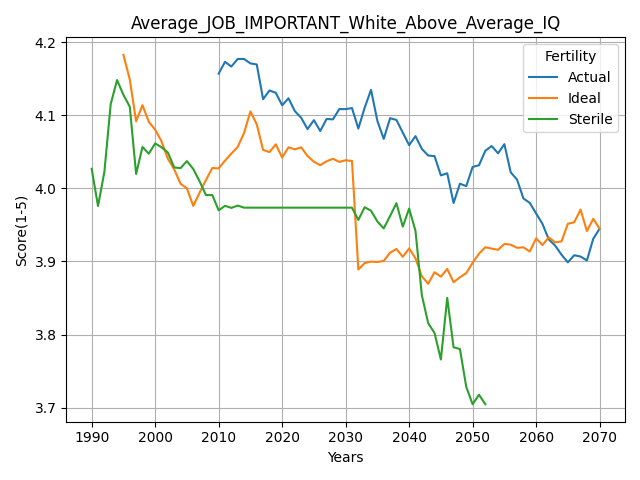 Average_JOB_IMPORTANT_White_Above_Average_IQ
4.2
4.1
4.0
3.9
3.8
3.7
Score(1-5)
Fertility
Actual
Ideal
Sterile
1990 2000 2010 2020 2030 2040 2050 2060 2070
Years